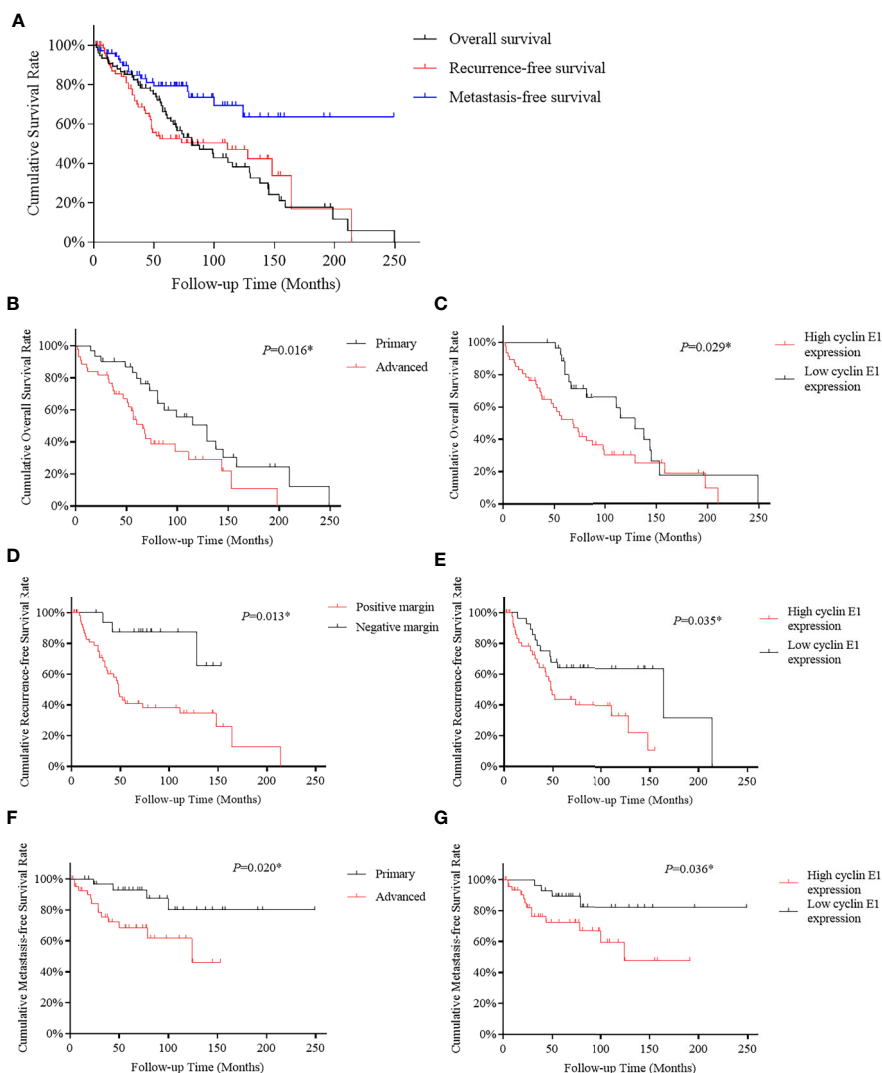 A
Cumulative Survival Rate
100%
80%
60%
40%
20%
0%
0 50 100 150 200 250
Follow-up Time (Months)
Overall survival
Recurrence-free survival
Metastasis-free survival
B
Cumulative Overall Survival Rate
100%
80%
60%
40%
20%
0%
0 50 100 150 200 250
Follow-up Time (Months)
P=0.016*
Primary
Advanced
C
Cumulative Overall Survival Rate
100%
80%
60%
40%
20%
0%
0 50 100 150 200 250
Follow-up Time (Months)
P=0.029*
High cyclin E1
expression
Low cyclin E1
expression
D
Cumulative Recurrence-free Survival Rate
100%
80%
60%
40%
20%
0%
0 50 100 150 200 250
Follow-up Time (Months)
P=0.013*
Positive margin
Negative margin
E
Cumulative Recurrence-free Survival Rate
100%
80%
60%
40%
20%
0%
0 50 100 150 200 250
Follow-up Time (Months)
P=0.035*
High cyclin E1
expression
Low cyclin E1
expression
F
Cumulative Metastasis-free Survival Rate
100%
80%
60%
40%
20%
0%
0 50 100 150 200 250
Follow-up Time (Months)
P=0.020*
Primary
Advanced
G
Cumulative Metastasis-free Survival Rate
100%
80%
60%
40%
20%
0%
0 50 100 150 200 250
Follow-up Time (Months)
P=0.036*
High cyclin E1
expression
Low cyclin E1
expression